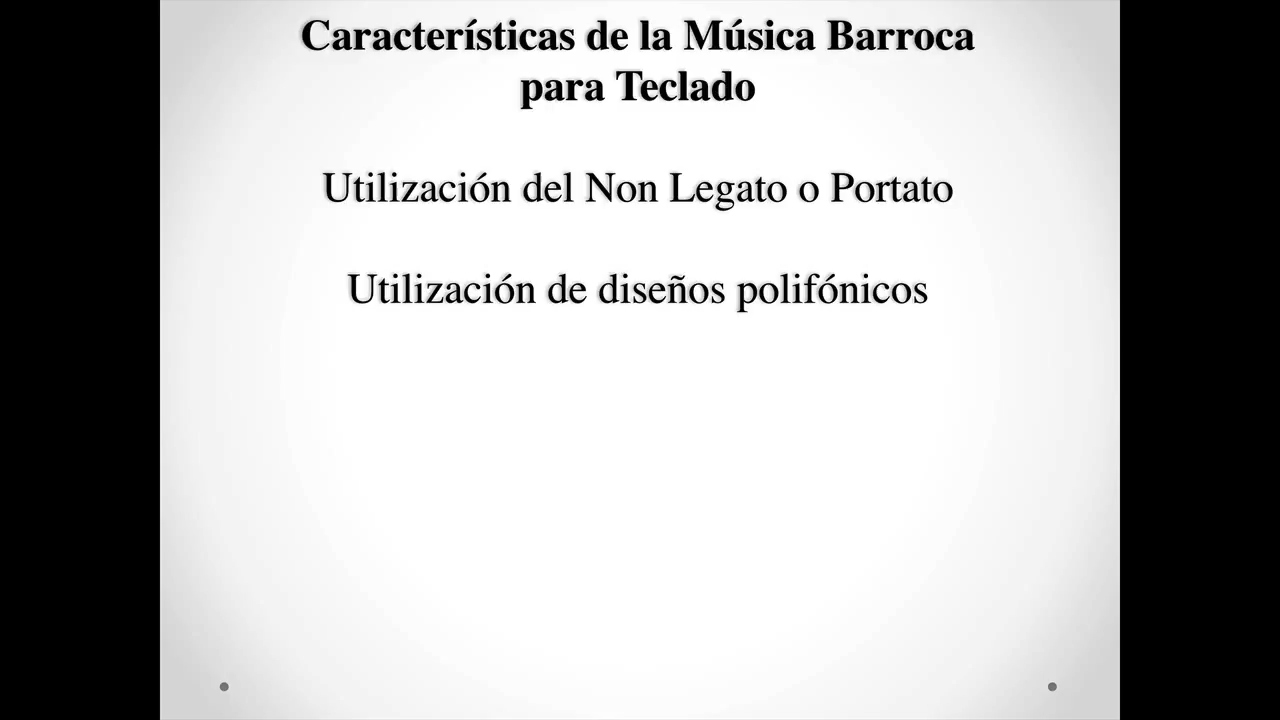 Características de la Música Barroca
para Teclado
Utilización del Non Legato o Portato
Utilización de diseños polifónicos